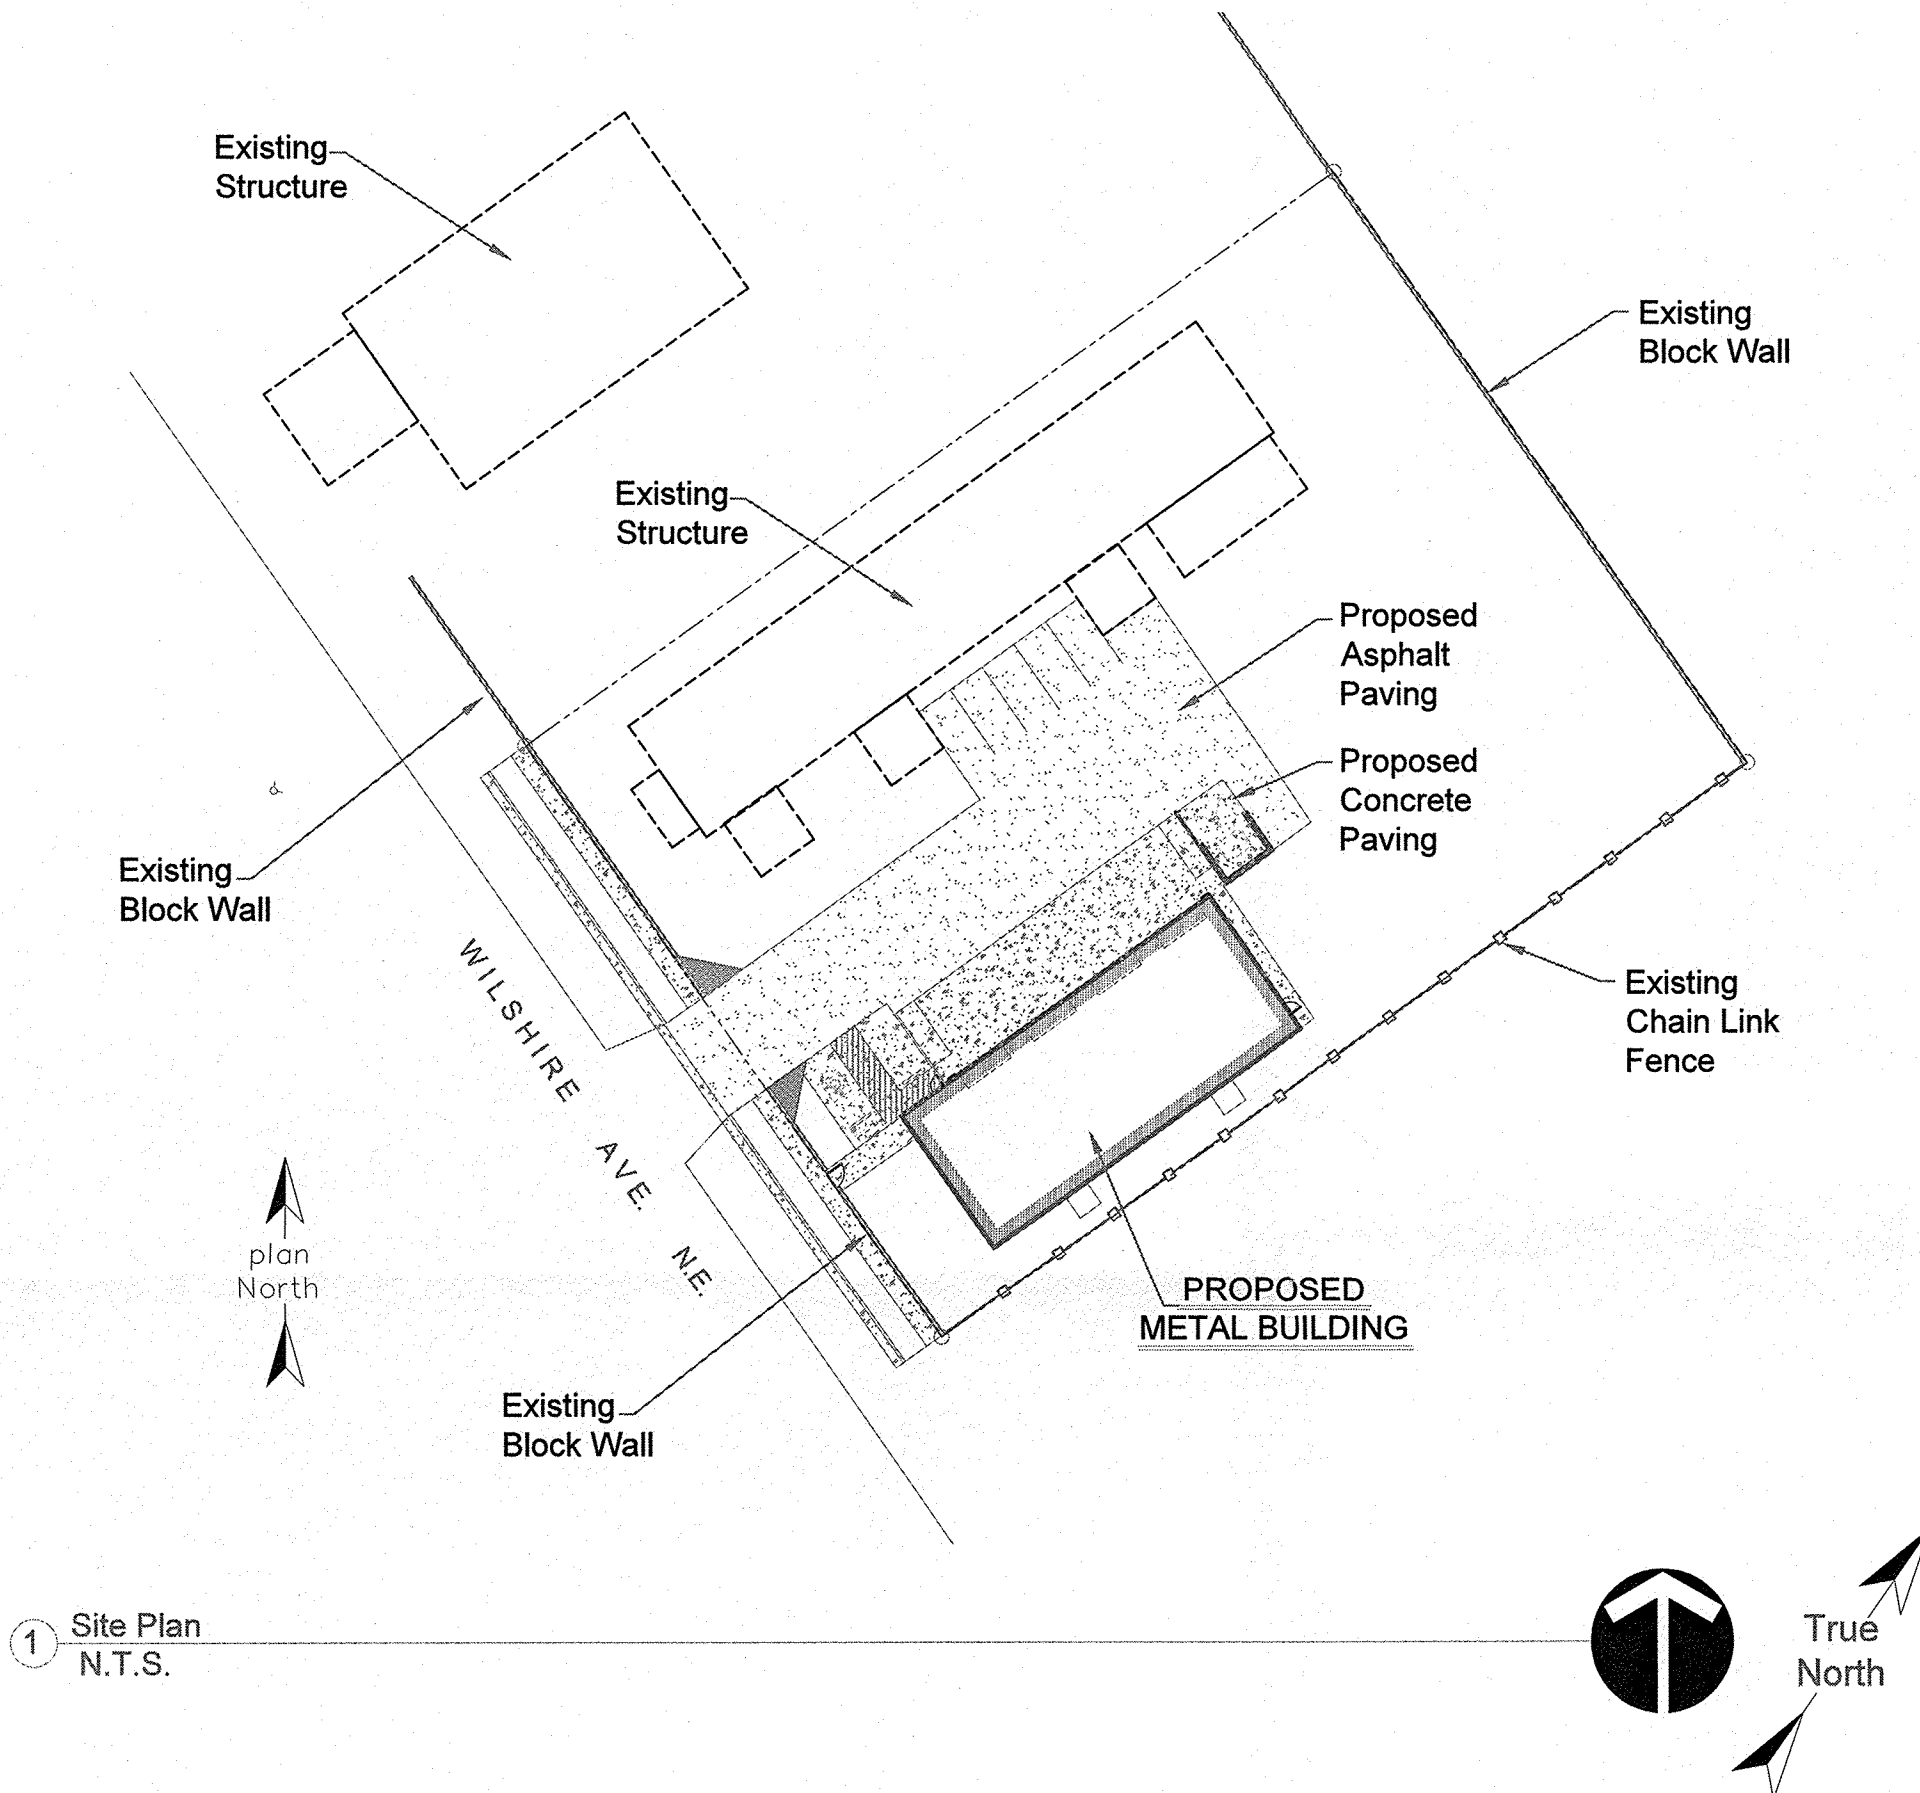 Existing
Structure
Existing
Block Wall
Existing
Structure
Proposed
Asphalt
Paving
Proposed
Concrete
Paving
Existing
Block Wall
WILSHIRE AVE. N.E.
Existing
Chain Link
Fence
plan
North
PROPOSED
METAL BUILDING
Existing
Block Wall
1
Site Plan
N.T.S.
True
North